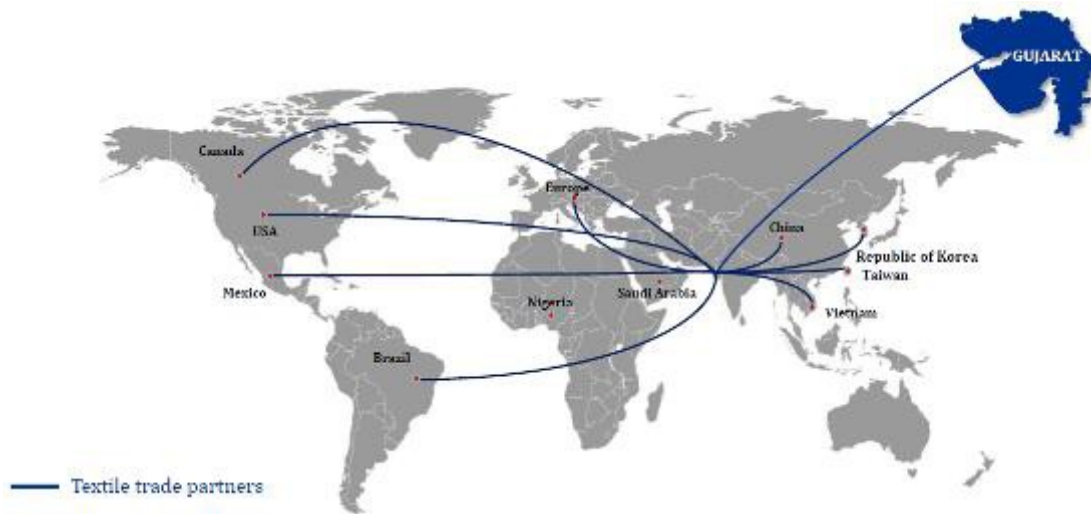 GUJARAT
Canada
Europe
USA
China
Republic of Korea
Taiwan
Mexico
Nigeria
Saudi Arabia
Vietnam
Brazil
Textile trade partners